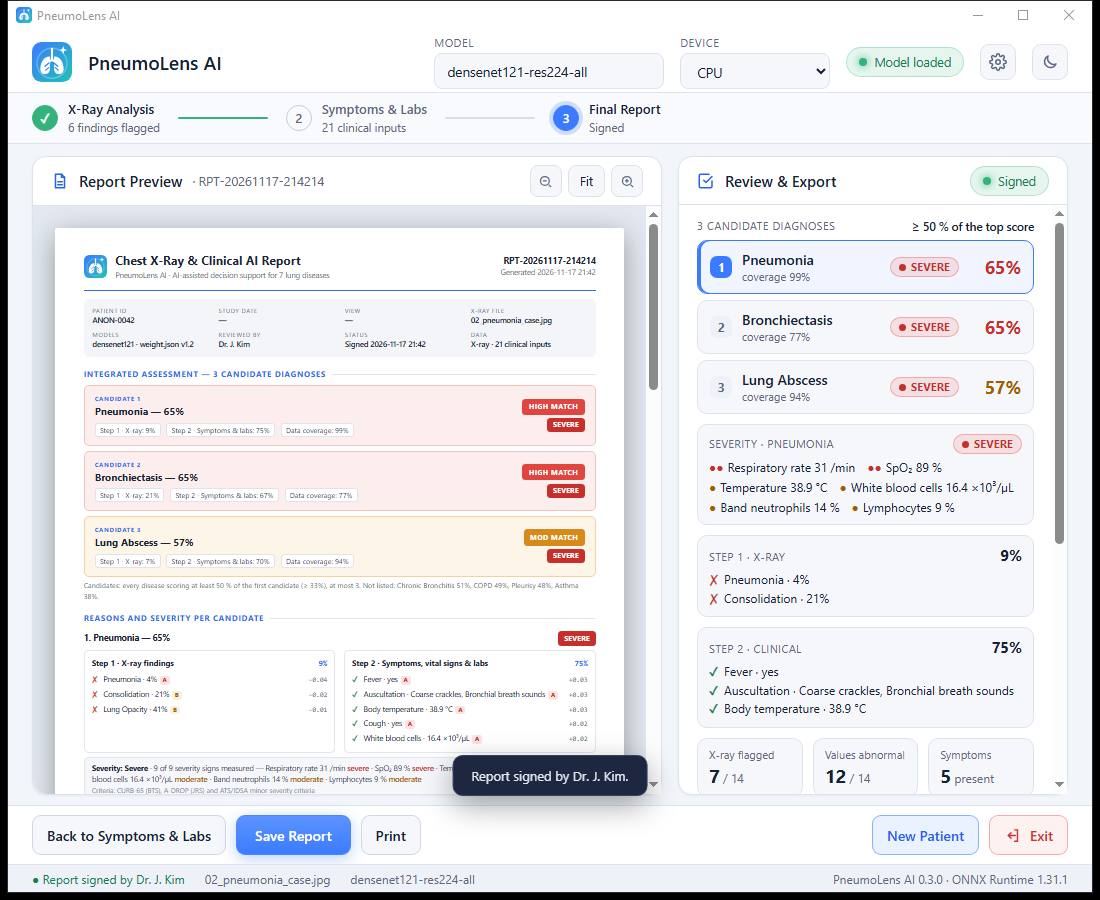 PneumoLens AI
PneumoLens AI
MODEL
densenet121-res224-all
DEVICE
CPU
Model loaded
X-Ray Analysis
6 findings flagged
2
Symptoms & Labs
21 clinical inputs
3
Final Report
Signed
Report Preview · RPT-20261117-214214
Fit
Chest X-Ray & Clinical AI Report
PneumoLens AI · AI-assisted decision support for 7 lung diseases
RPT-20261117-214214
Generated 2026-11-17 21:42
PATIENT ID
ANON-0042
STUDY DATE
—
VIEW
—
X-RAY FILE
02_pneumonia_case.jpg
MODELS
densenet121 · weight.json v1.2
REVIEWED BY
Dr. J. Kim
STATUS
Signed 2026-11-17 21:42
DATA
X-ray · 21 clinical inputs
INTEGRATED ASSESSMENT — 3 CANDIDATE DIAGNOSES
CANDIDATE 1
Pneumonia — 65%
Step 1 · X-ray: 9% Step 2 · Symptoms & labs: 75% Data coverage: 99%
HIGH MATCH
SEVERE
CANDIDATE 2
Bronchiectasis — 65%
Step 1 · X-ray: 21% Step 2 · Symptoms & labs: 67% Data coverage: 77%
HIGH MATCH
SEVERE
CANDIDATE 3
Lung Abscess — 57%
Step 1 · X-ray: 7% Step 2 · Symptoms & labs: 70% Data coverage: 94%
MOD MATCH
SEVERE
Candidates: every disease scoring at least 50 % of the first candidate (≥ 33%), at most 3. Not listed: Chronic Bronchitis 51%, COPD 49%, Pleurisy 48%, Asthma
38%.
REASONS AND SEVERITY PER CANDIDATE
1. Pneumonia — 65%
SEVERE
Step 1 · X-ray findings 9%
✗ Pneumonia · 4% A −0.04
✗ Consolidation · 21% B −0.02
✗ Lung Opacity · 41% B −0.01
Step 2 · Symptoms, vital signs & labs 75%
✓ Fever · yes A +0.03
✓ Auscultation · Coarse crackles, Bronchial breath sounds A +0.03
✓ Body temperature · 38.9 °C A +0.03
✓ Cough · yes A +0.02
✓ White blood cells · 16.4 ×10³/µL A +0.02
Severity: Severe · 9 of 9 severity signs measured — Respiratory rate 31 /min severe · SpO₂ 89 % severe · Tem
blood cells 16.4 ×10³/µL moderate · Band neutrophils 14 % moderate · Lymphocytes 9 % moderate
Criteria: CURB-65 (BTS), A-DROP (JRS) and ATS/IDSA minor severity criteria
Report signed by Dr. J. Kim.
Review & Export
Signed
3 CANDIDATE DIAGNOSES
≥ 50 % of the top score
1
Pneumonia
coverage 99%
SEVERE
65%
2
Bronchiectasis
coverage 77%
SEVERE
65%
3
Lung Abscess
coverage 94%
SEVERE
57%
SEVERITY · PNEUMONIA
SEVERE
•• Respiratory rate 31 /min •• SpO₂ 89 %
• Temperature 38.9 °C • White blood cells 16.4 ×10³/µL
• Band neutrophils 14 % • Lymphocytes 9 %
STEP 1 · X-RAY 9%
✗ Pneumonia · 4%
✗ Consolidation · 21%
STEP 2 · CLINICAL 75%
✓ Fever · yes
✓ Auscultation · Coarse crackles, Bronchial breath sounds
✓ Body temperature · 38.9 °C
X-ray flagged
7 / 14
Values abnormal
12 / 14
Symptoms
5 present
Back to Symptoms & Labs
Save Report
Print
New Patient
Exit
● Report signed by Dr. J. Kim 02_pneumonia_case.jpg densenet121-res224-all
PneumoLens AI 0.3.0 · ONNX Runtime 1.31.1